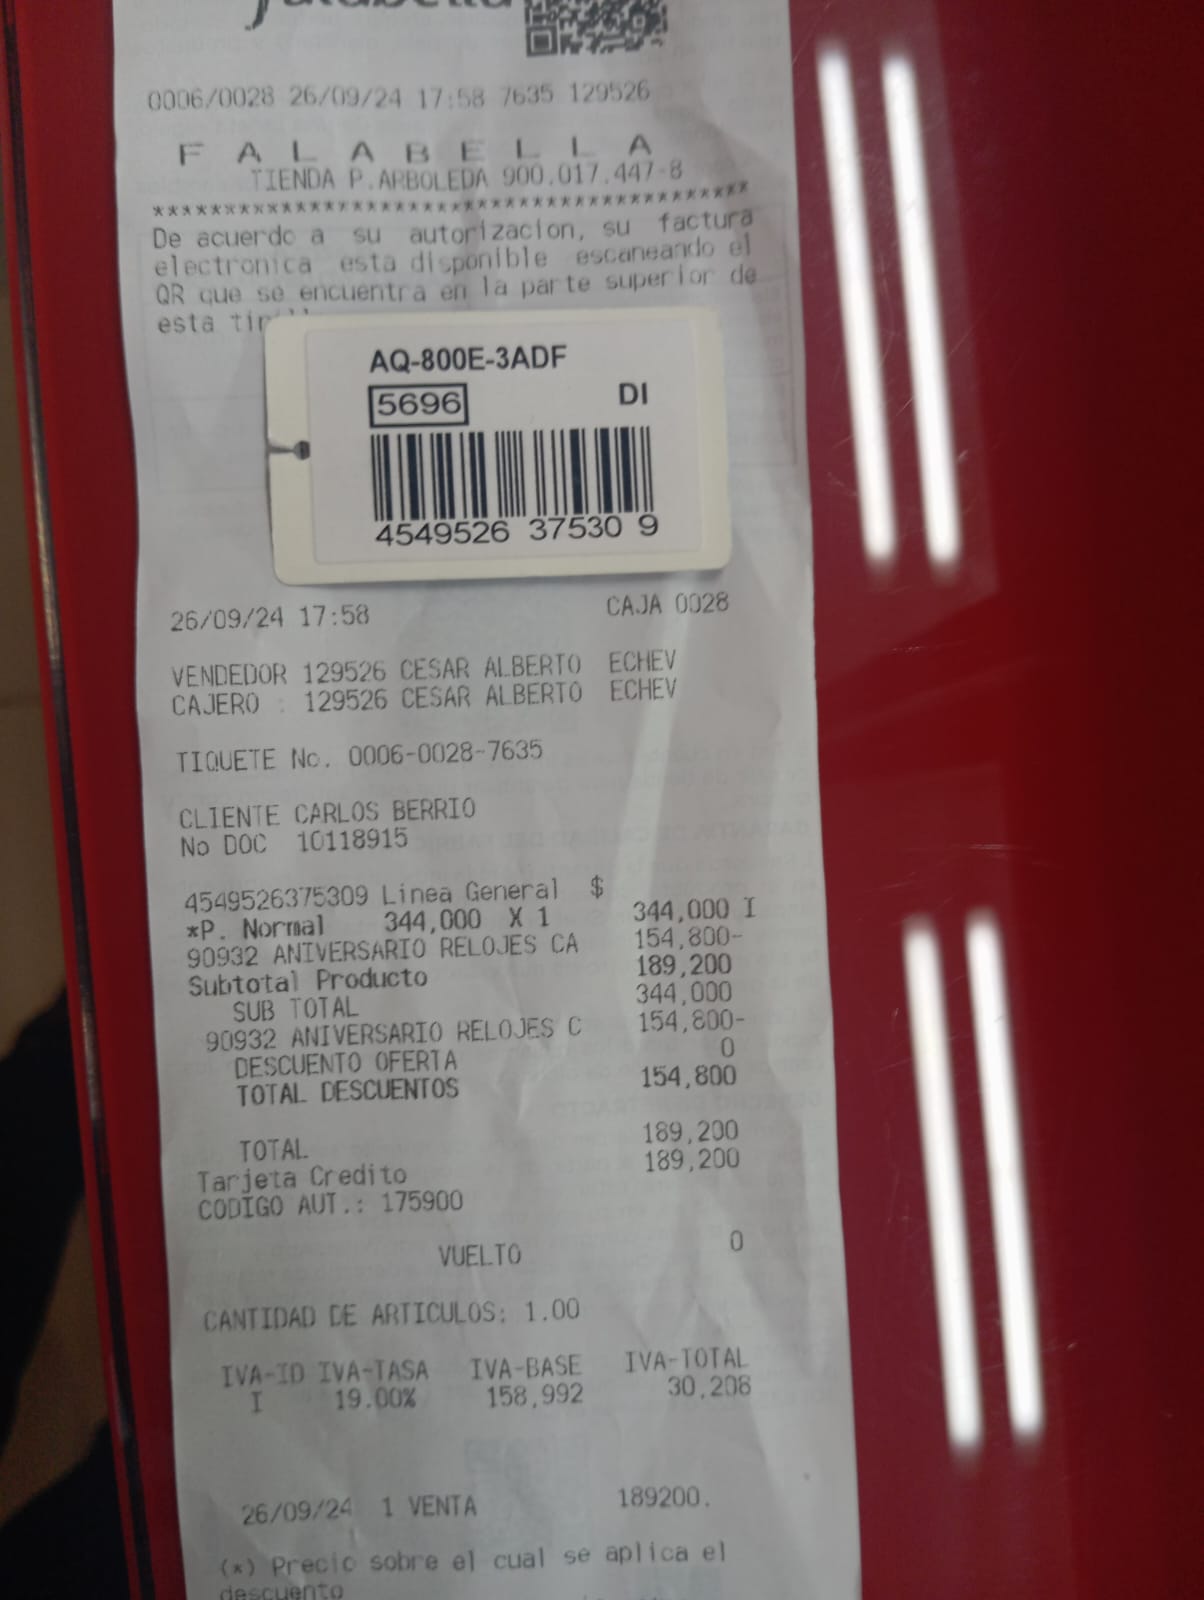 falabella
0006/0028 26/09/24 17:58 7635 129526
F A L A B E L L A
TIENDA P.ARBOLEDA 900.017.447-8
*****************************************
De acuerdo a su autorizacion, su factura
electronica esta disponible escaneando el
QR que se encuentra en la parte superior de
esta
AQ-800E-3ADF
5696 DI
4549526 37530 9
26/09/24 17:58 CAJA 0028
VENDEDOR 129526 CESAR ALBERTO ECHEV
CAJERO : 129526 CESAR ALBERTO ECHEV
TIQUETE No. 0006-0028-7635
CLIENTE CARLOS BERRIO
No DOC 10118915
4549526375309 Linea General $
*P. Normal 344,000 X 1 344,000 I
90932 ANIVERSARIO RELOJES CA 154,800-
Subtotal Producto 189,200
SUB TOTAL 344,000
90932 ANIVERSARIO RELOJES C 154,800-
DESCUENTO OFERTA 0
TOTAL DESCUENTOS 154,800
TOTAL 189,200
Tarjeta Credito 189,200
CODIGO AUT.: 175900
VUELTO 0
CANTIDAD DE ARTICULOS: 1.00
IVA-ID IVA-TASA IVA-BASE IVA-TOTAL
I 19.00% 158,992 30,208
26/09/24 1 VENTA 189200.
(*) Precio sobre el cual se aplica el
descuento